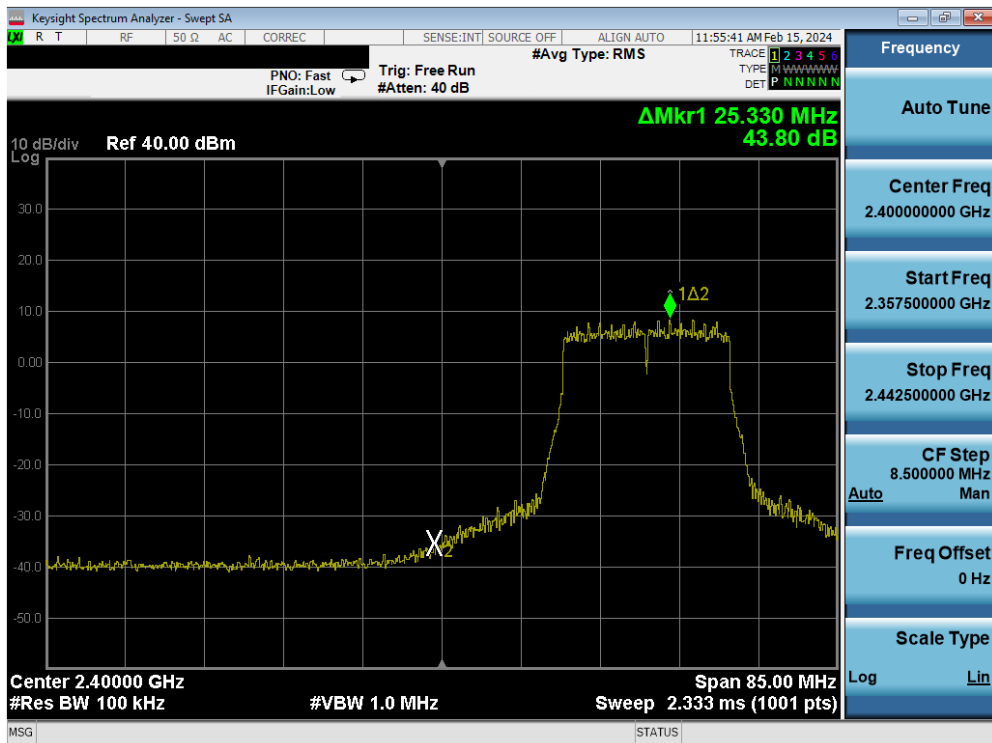 Keysight Spectrum Analyzer - Swept SA
LXI R T RF 50 Ω AC CORREC SENSE:INT SOURCE OFF ALIGN AUTO 11:55:41 AM Feb 15, 2024
#Avg Type: RMS
PNO: Fast
IFGain:Low
Trig: Free Run
#Atten: 40 dB
TRACE 1 2 3 4 5 6
TYPE M W W W W W
DET P N N N N N
ΔMkr1 25.330 MHz
43.80 dB
10 dB/div Ref 40.00 dBm
Log
30.0
20.0
10.0
0.00
-10.0
-20.0
-30.0
-40.0
-50.0
1Δ2
X2
Center 2.40000 GHz Span 85.00 MHz
#Res BW 100 kHz #VBW 1.0 MHz Sweep 2.333 ms (1001 pts)
MSG STATUS
Frequency
Auto Tune
Center Freq
2.400000000 GHz
Start Freq
2.357500000 GHz
Stop Freq
2.442500000 GHz
CF Step
8.500000 MHz
Auto Man
Freq Offset
0 Hz
Scale Type
Log Lin